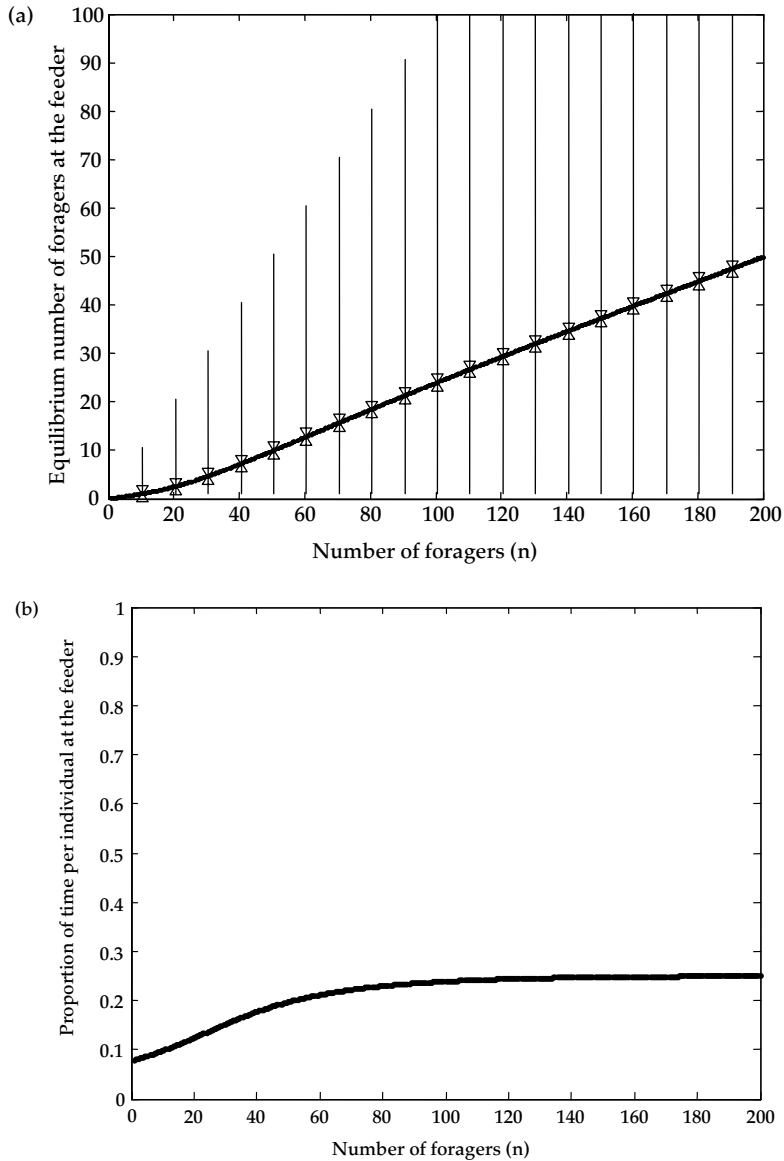 (a)
Equilibrium number of foragers at the feeder
100
90
80
70
60
50
40
30
20
10
0
0 20 40 60 80 100 120 140 160 180 200
Number of foragers (n)
(b)
Proportion of time per individual at the feeder
1
0.9
0.8
0.7
0.6
0.5
0.4
0.3
0.2
0.1
0
0 20 40 60 80 100 120 140 160 180 200
Number of foragers (n)